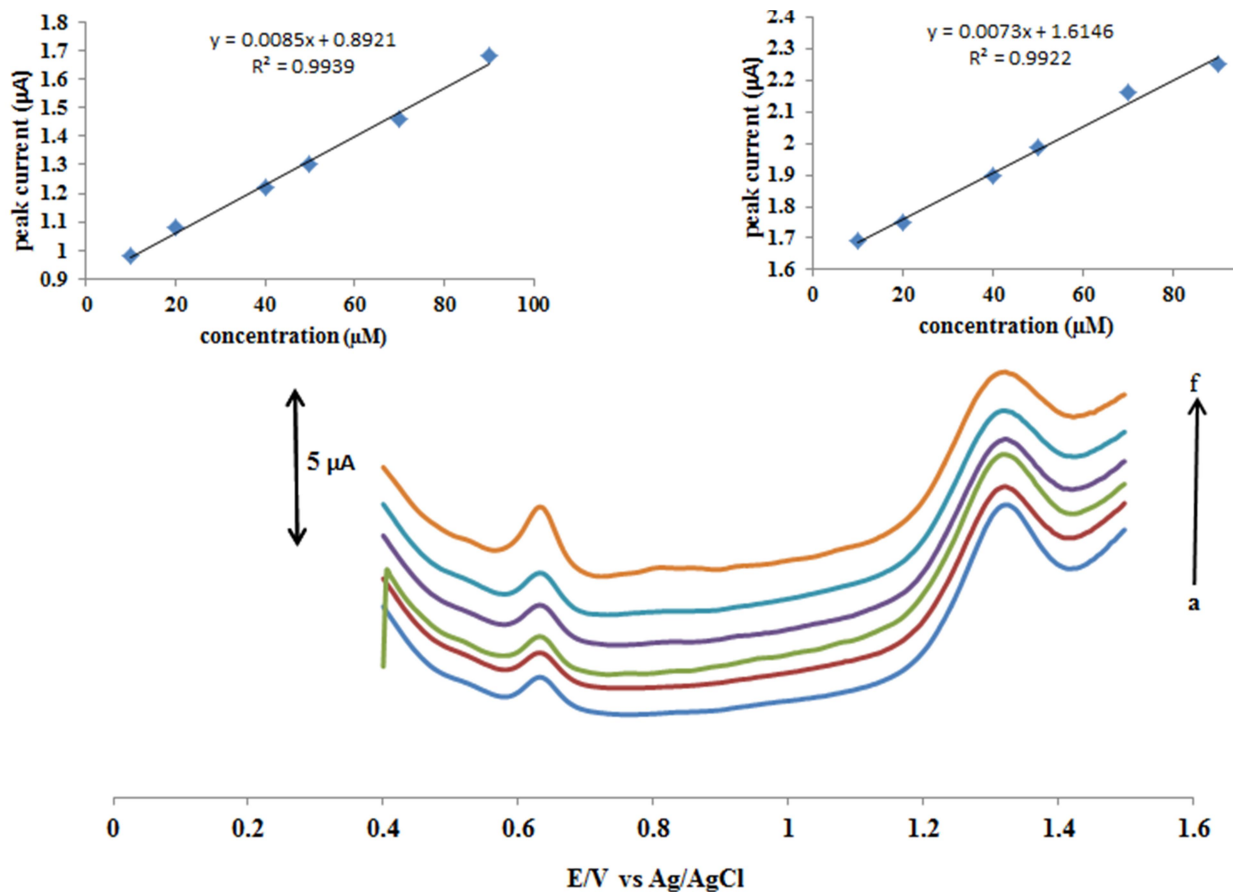 y = 0.0085x + 0.8921
R² = 0.9939
peak current (µA)
1.8
1.7
1.6
1.5
1.4
1.3
1.2
1.1
1
0.9
0 20 40 60 80 100
concentration (µM)
y = 0.0073x + 1.6146
R² = 0.9922
peak current (µA)
2.4
2.3
2.2
2.1
2
1.9
1.8
1.7
1.6
0 20 40 60 80
concentration (µM)
5 µA
f
a
0 0.2 0.4 0.6 0.8 1 1.2 1.4 1.6
E/V vs Ag/AgCl